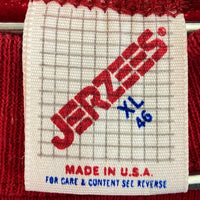 JERZEES®
XL
46
MADE IN U.S.A.
FOR CARE & CONTENT SEE REVERSE